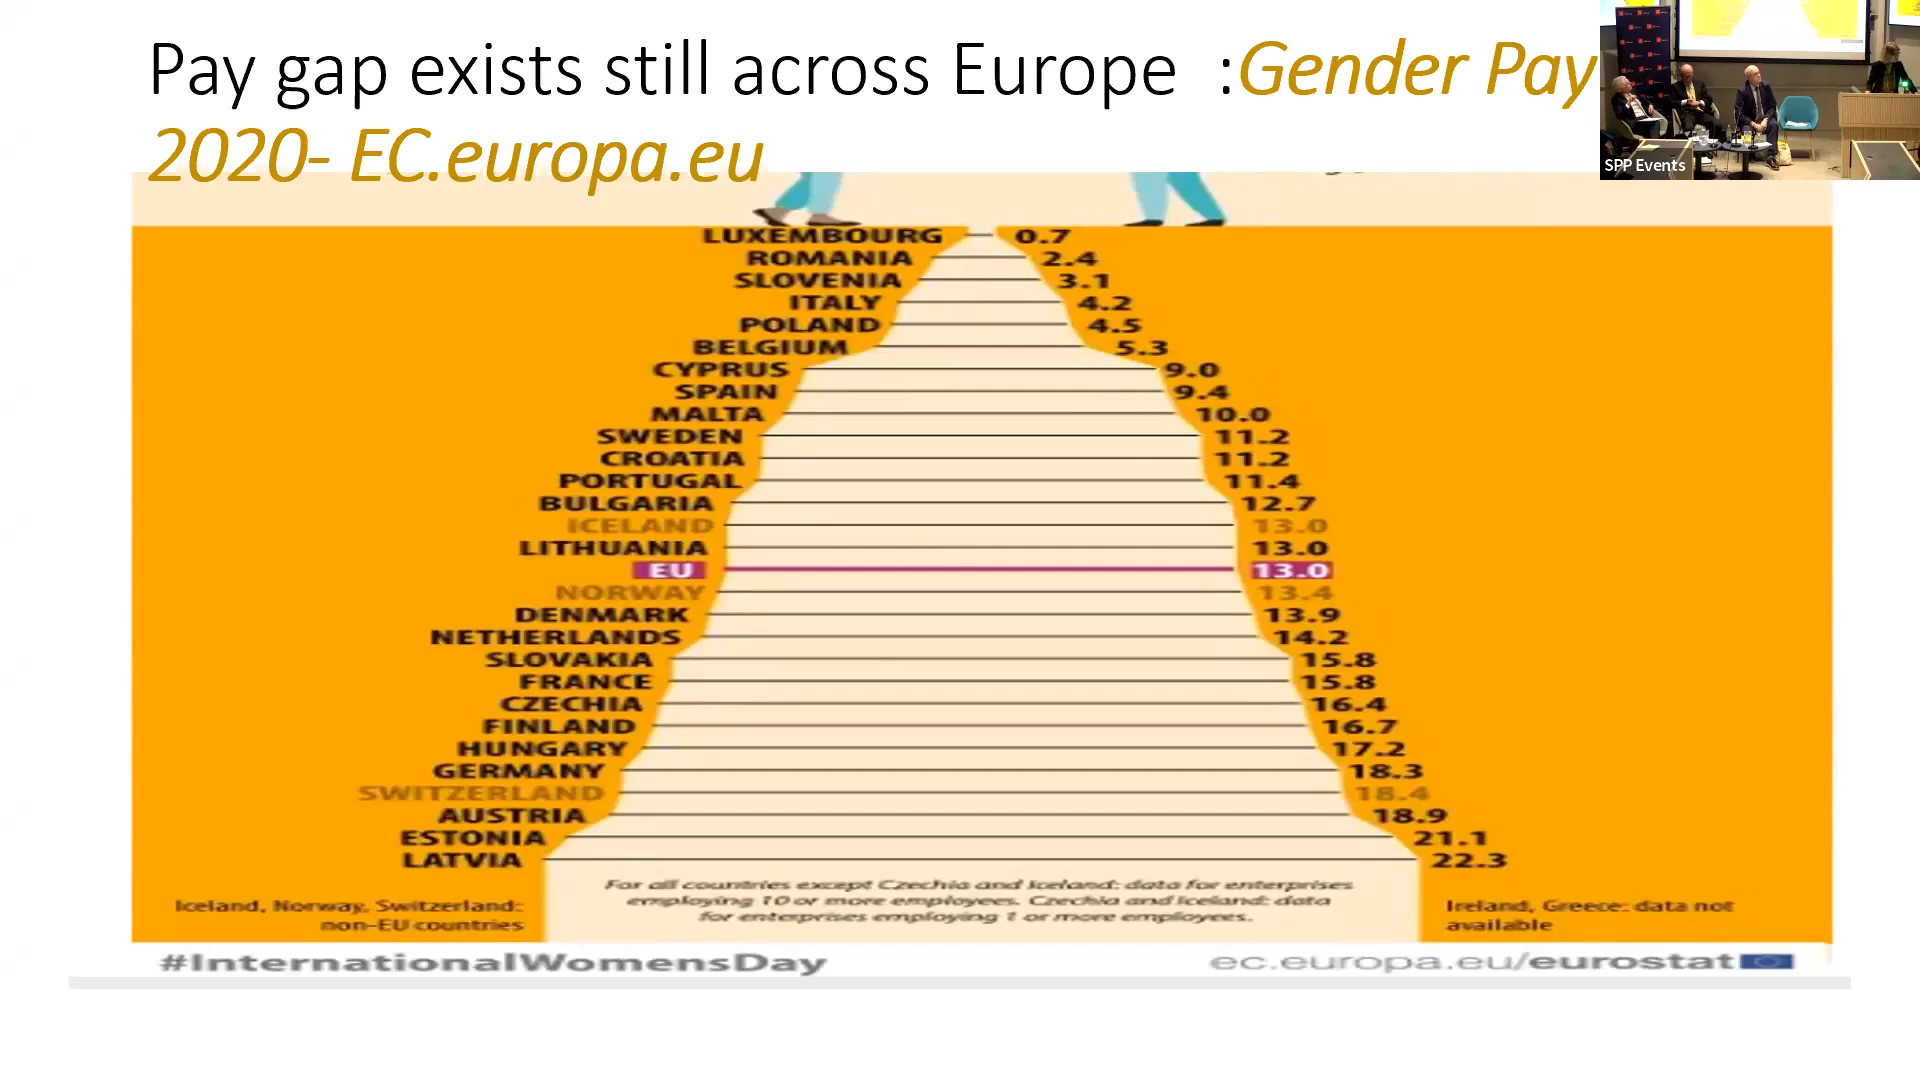 Pay gap exists still across Europe :Gender Pay
2020- EC.europa.eu
SPP Events
LUXEMBOURG 0.7
ROMANIA 2.4
SLOVENIA 3.1
ITALY 4.2
POLAND 4.5
BELGIUM 5.3
CYPRUS 9.0
SPAIN 9.4
MALTA 10.0
SWEDEN 11.2
CROATIA 11.2
PORTUGAL 11.4
BULGARIA 12.7
ICELAND 13.0
LITHUANIA 13.0
EU 13.0
NORWAY 13.4
DENMARK 13.9
NETHERLANDS 14.2
SLOVAKIA 15.8
FRANCE 15.8
CZECHIA 16.4
FINLAND 16.7
HUNGARY 17.2
GERMANY 18.3
SWITZERLAND 18.4
AUSTRIA 18.9
ESTONIA 21.1
LATVIA 22.3
For all countries except Czechia and Iceland: data for enterprises
employing 10 or more employees. Czechia and Iceland: data
for enterprises employing 1 or more employees.
Iceland, Norway, Switzerland:
non-EU countries
Ireland, Greece: data not
available
#InternationalWomensDay
ec.europa.eu/eurostat